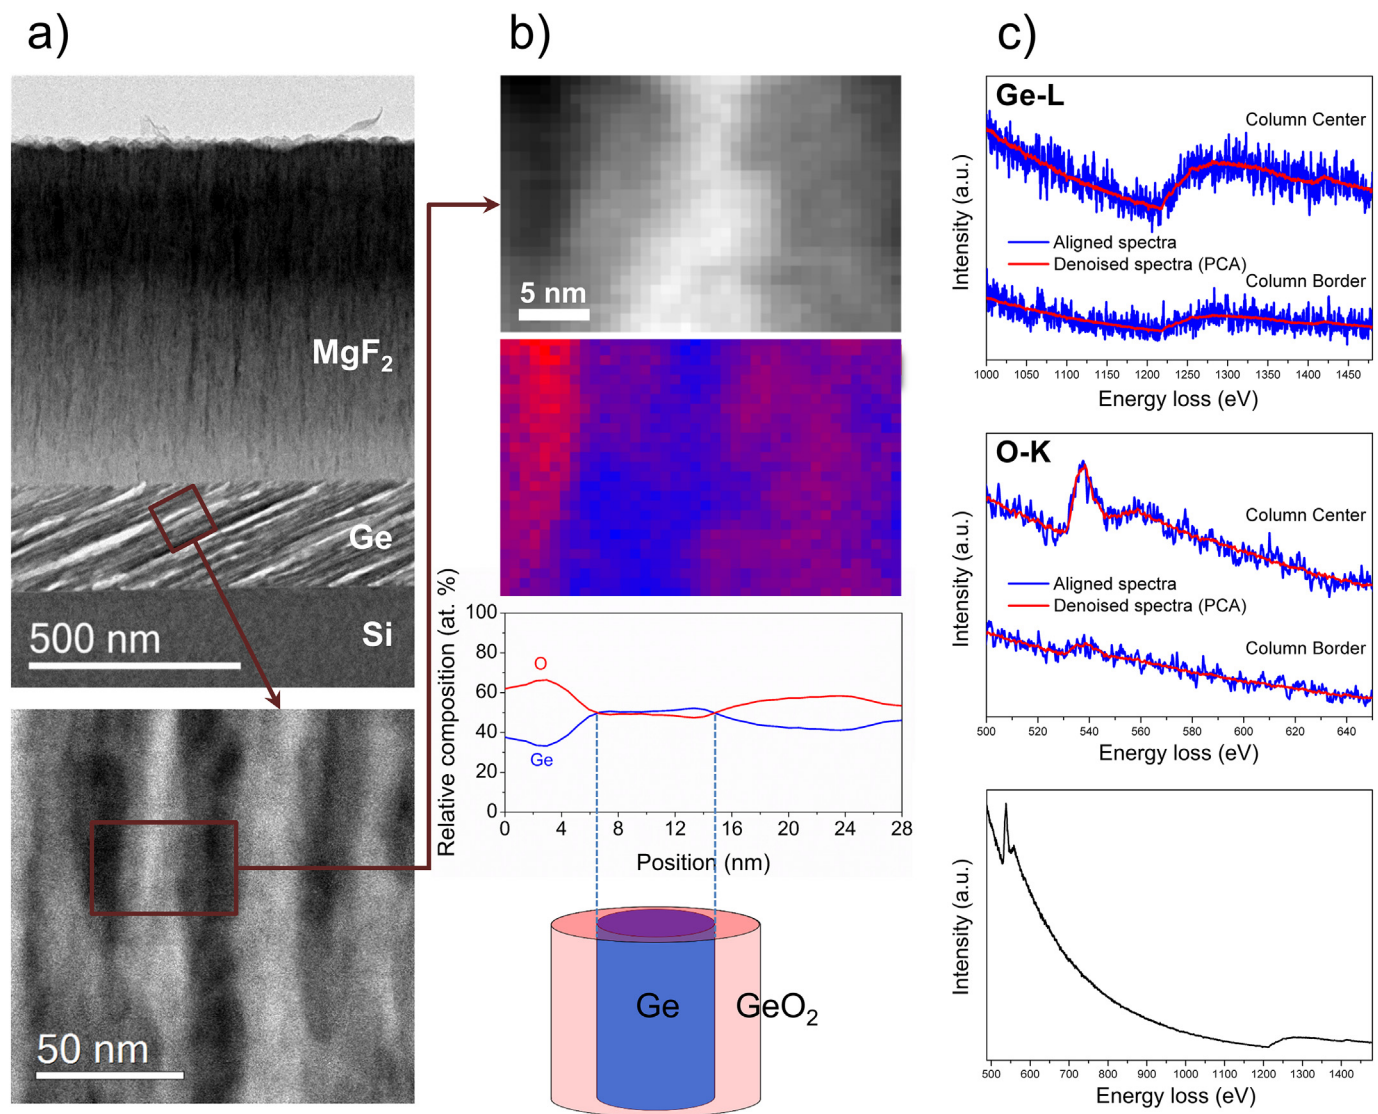 a)
MgF2
Ge
Si
500 nm
50 nm
b)
5 nm
Relative composition (at. %)
100
80
60
40
20
0
O
Ge
0 4 8 12 16 20 24 28
Position (nm)
Ge
GeO2
c)
Ge-L
Column Center
Aligned spectra
Denoised spectra (PCA)
Column Border
Intensity (a.u.)
1000 1050 1100 1150 1200 1250 1300 1350 1400 1450
Energy loss (eV)
O-K
Column Center
Aligned spectra
Denoised spectra (PCA)
Column Border
Intensity (a.u.)
500 520 540 560 580 600 620 640
Energy loss (eV)
Intensity (a.u.)
500 600 700 800 900 1000 1100 1200 1300 1400
Energy loss (eV)